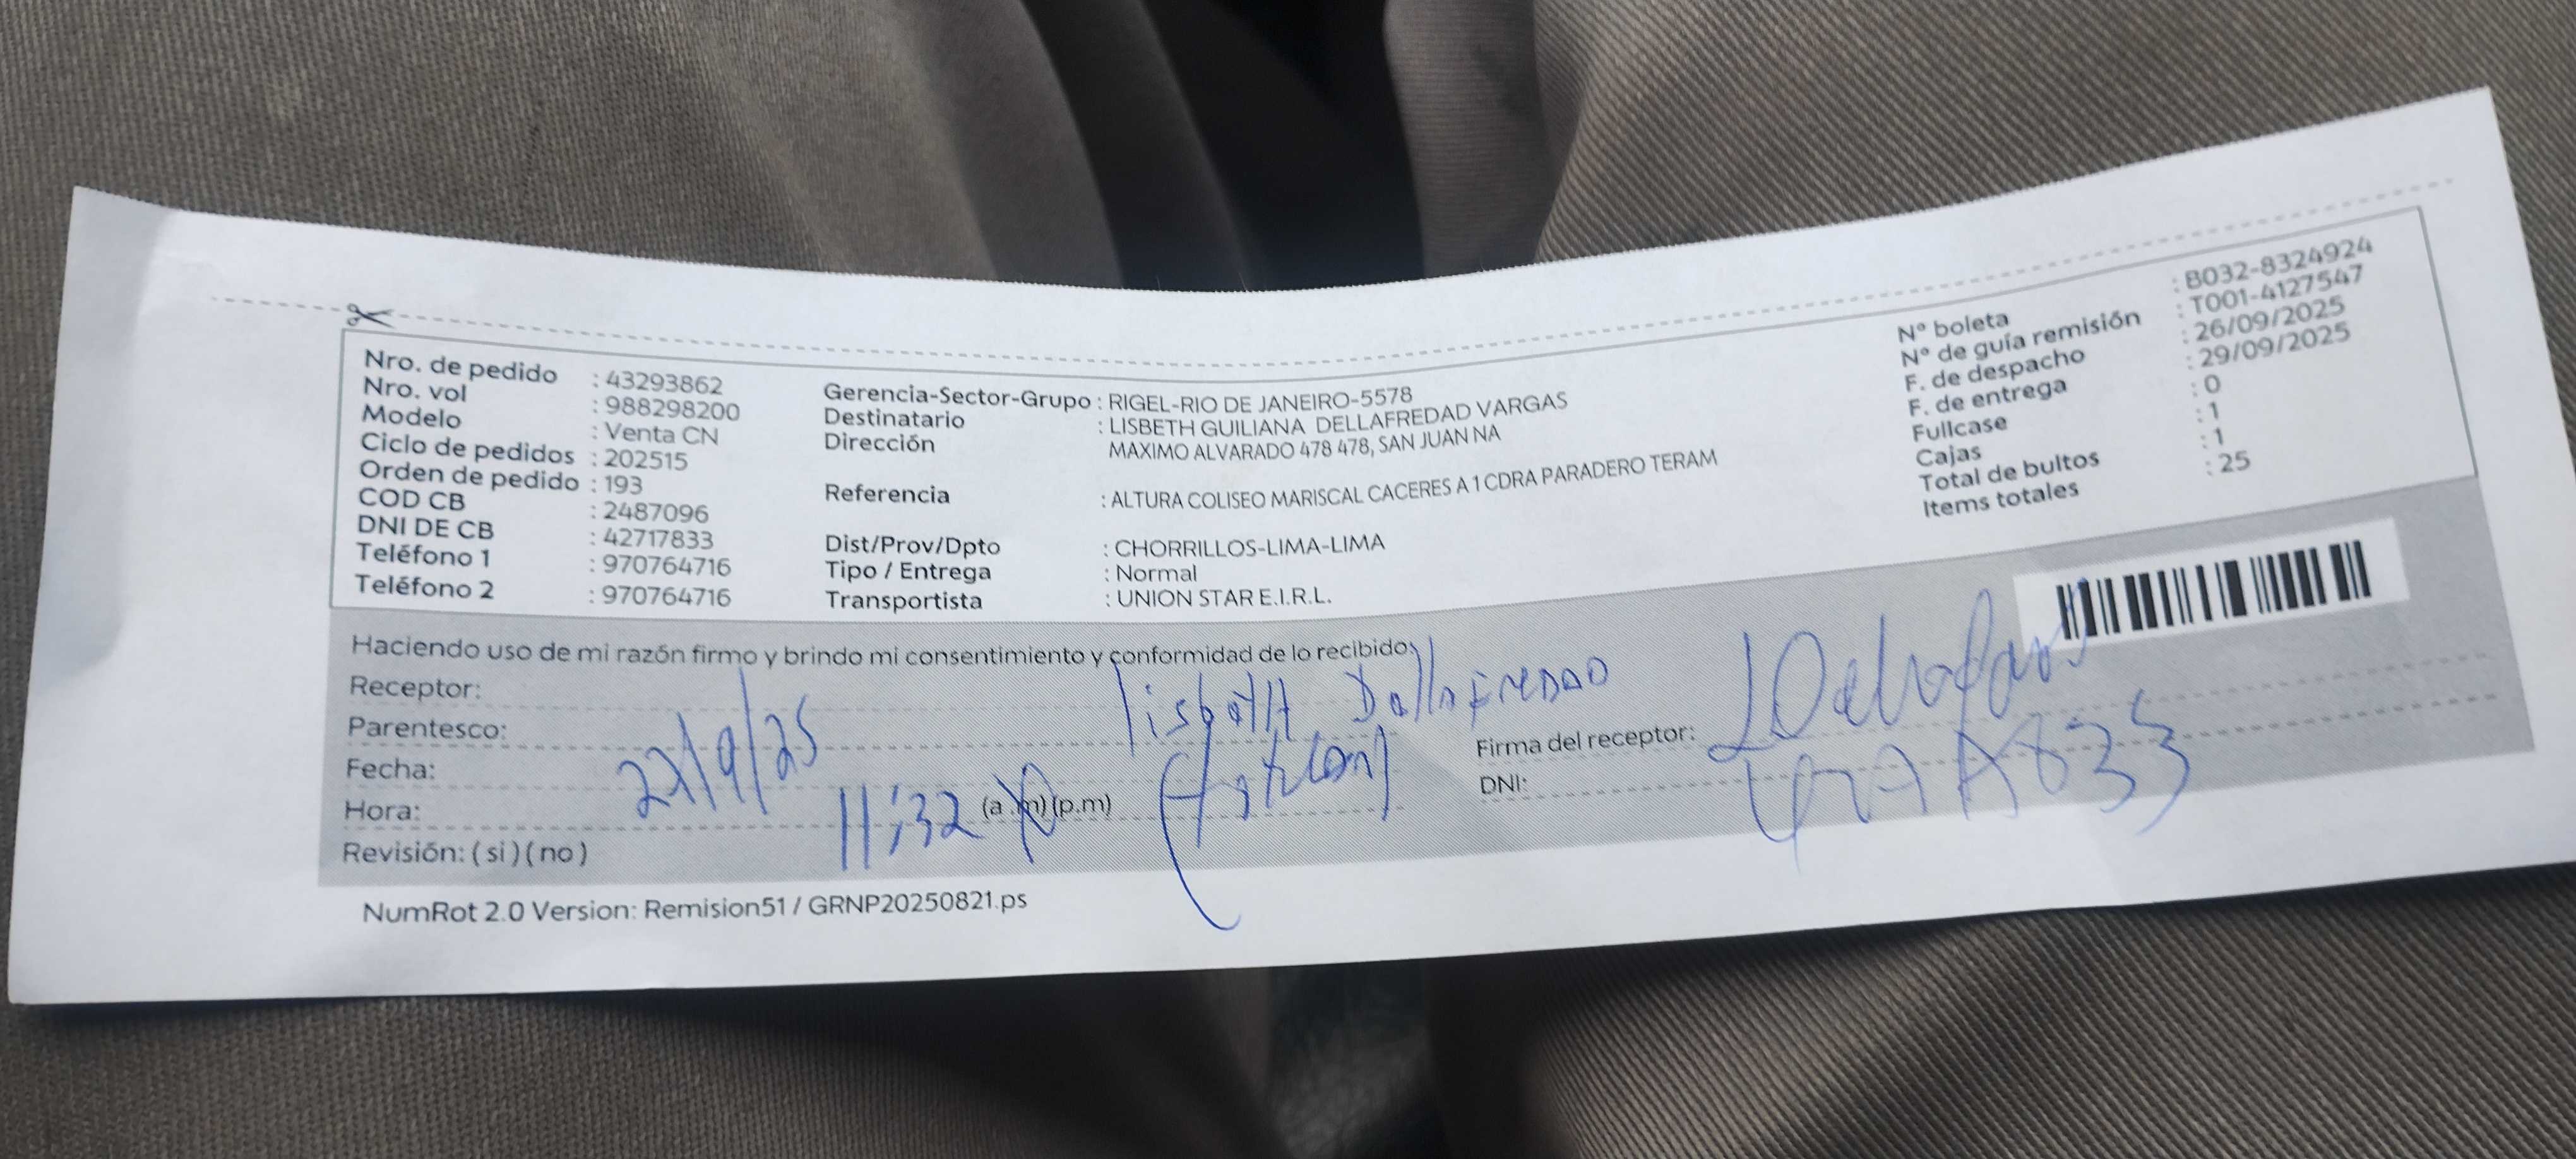 Nro. de pedido : 43293862
Nro. vol : 988298200
Modelo : Venta CN
Ciclo de pedidos : 202515
Orden de pedido : 193
COD CB : 2487096
DNI DE CB : 42717833
Teléfono 1 : 970764716
Teléfono 2 : 970764716
Gerencia-Sector-Grupo : RIGEL-RIO DE JANEIRO-5578
Destinatario : LISBETH GUILIANA DELLAFREDAD VARGAS
Dirección MAXIMO ALVARADO 478 478, SAN JUAN NA
Referencia : ALTURA COLISEO MARISCAL CACERES A 1 CDRA PARADERO TERAM
Dist/Prov/Dpto : CHORRILLOS-LIMA-LIMA
Tipo / Entrega : Normal
Transportista : UNION STAR E.I.R.L.
N° boleta : B032-8324924
N° de guía remisión : T001-4127547
F. de despacho : 26/09/2025
F. de entrega : 29/09/2025
Fullcase : 0
Cajas : 1
Total de bultos : 1
Items totales : 25
Haciendo uso de mi razón firmo y brindo mi consentimiento y conformidad de lo recibido:
Receptor:
Parentesco:
Fecha: /9/25
Hora: 11:32 (a .m) (p.m)
Revisión: ( si ) ( no )
Firma del receptor:
DNI:
NumRot 2.0 Version: Remision51 / GRNP20250821.ps